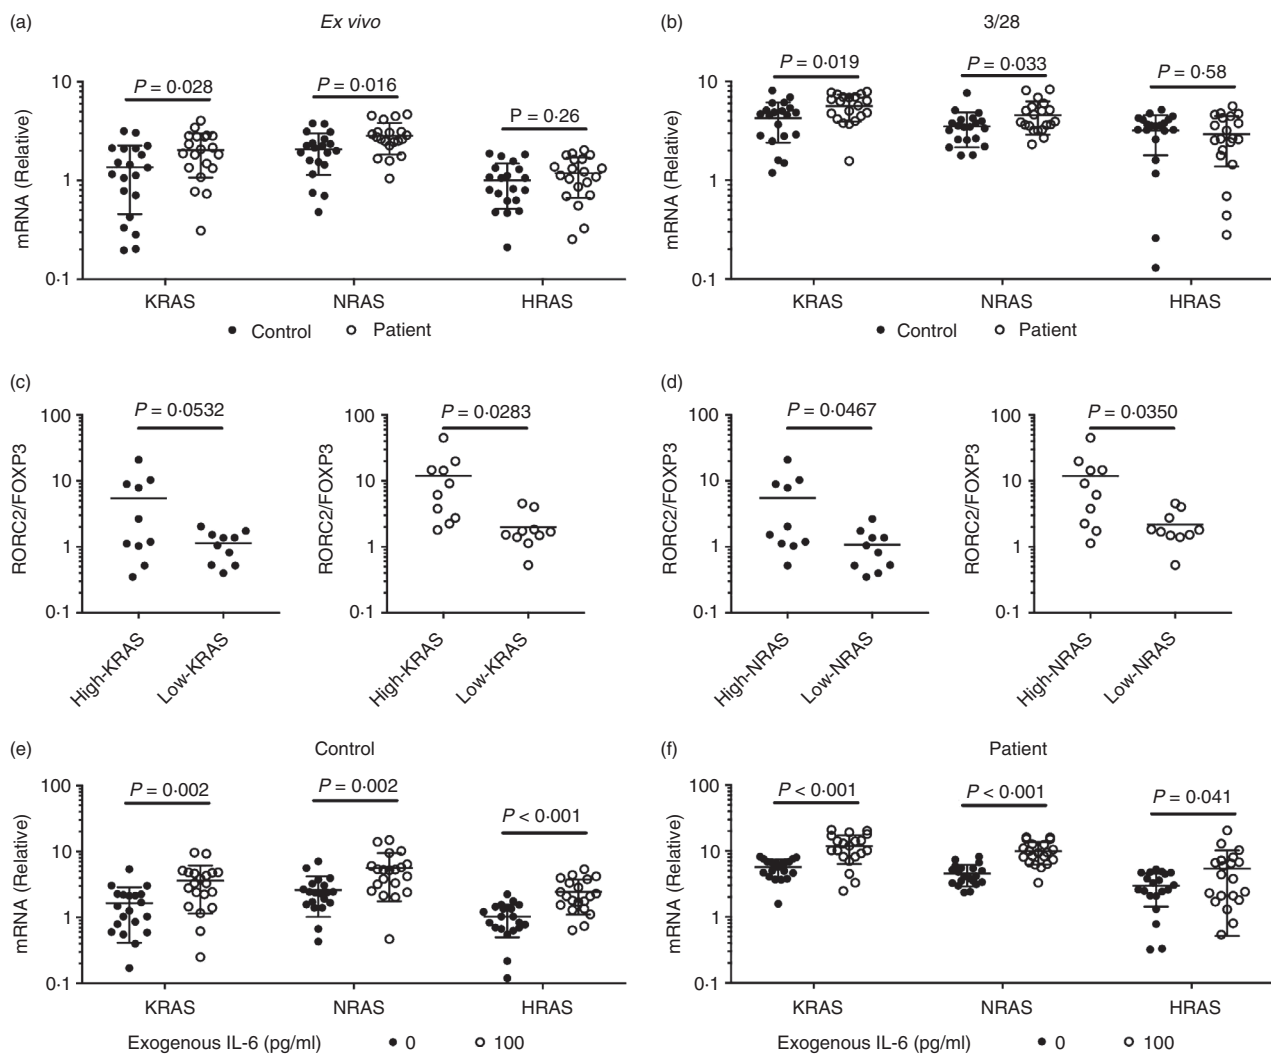 (a)
Ex vivo
10
1
0·1
mRNA (Relative)
P = 0·028
P = 0·016
P = 0·26
KRAS
NRAS
HRAS
Control
Patient
(b)
3/28
10
1
0·1
mRNA (Relative)
P = 0·019
P = 0·033
P = 0·58
KRAS
NRAS
HRAS
Control
Patient
(c)
100
10
1
0·1
RORC2/FOXP3
P = 0·0532
High-KRAS
Low-KRAS
100
10
1
0·1
RORC2/FOXP3
P = 0·0283
High-KRAS
Low-KRAS
(d)
100
10
1
0·1
RORC2/FOXP3
P = 0·0467
High-NRAS
Low-NRAS
100
10
1
0·1
RORC2/FOXP3
P = 0·0350
High-NRAS
Low-NRAS
(e)
Control
100
10
1
0·1
mRNA (Relative)
P = 0·002
P = 0·002
P < 0·001
KRAS
NRAS
HRAS
Exogenous IL-6 (pg/ml)
0
100
(f)
Patient
100
10
1
0·1
mRNA (Relative)
P < 0·001
P < 0·001
P = 0·041
KRAS
NRAS
HRAS
Exogenous IL-6 (pg/ml)
0
100